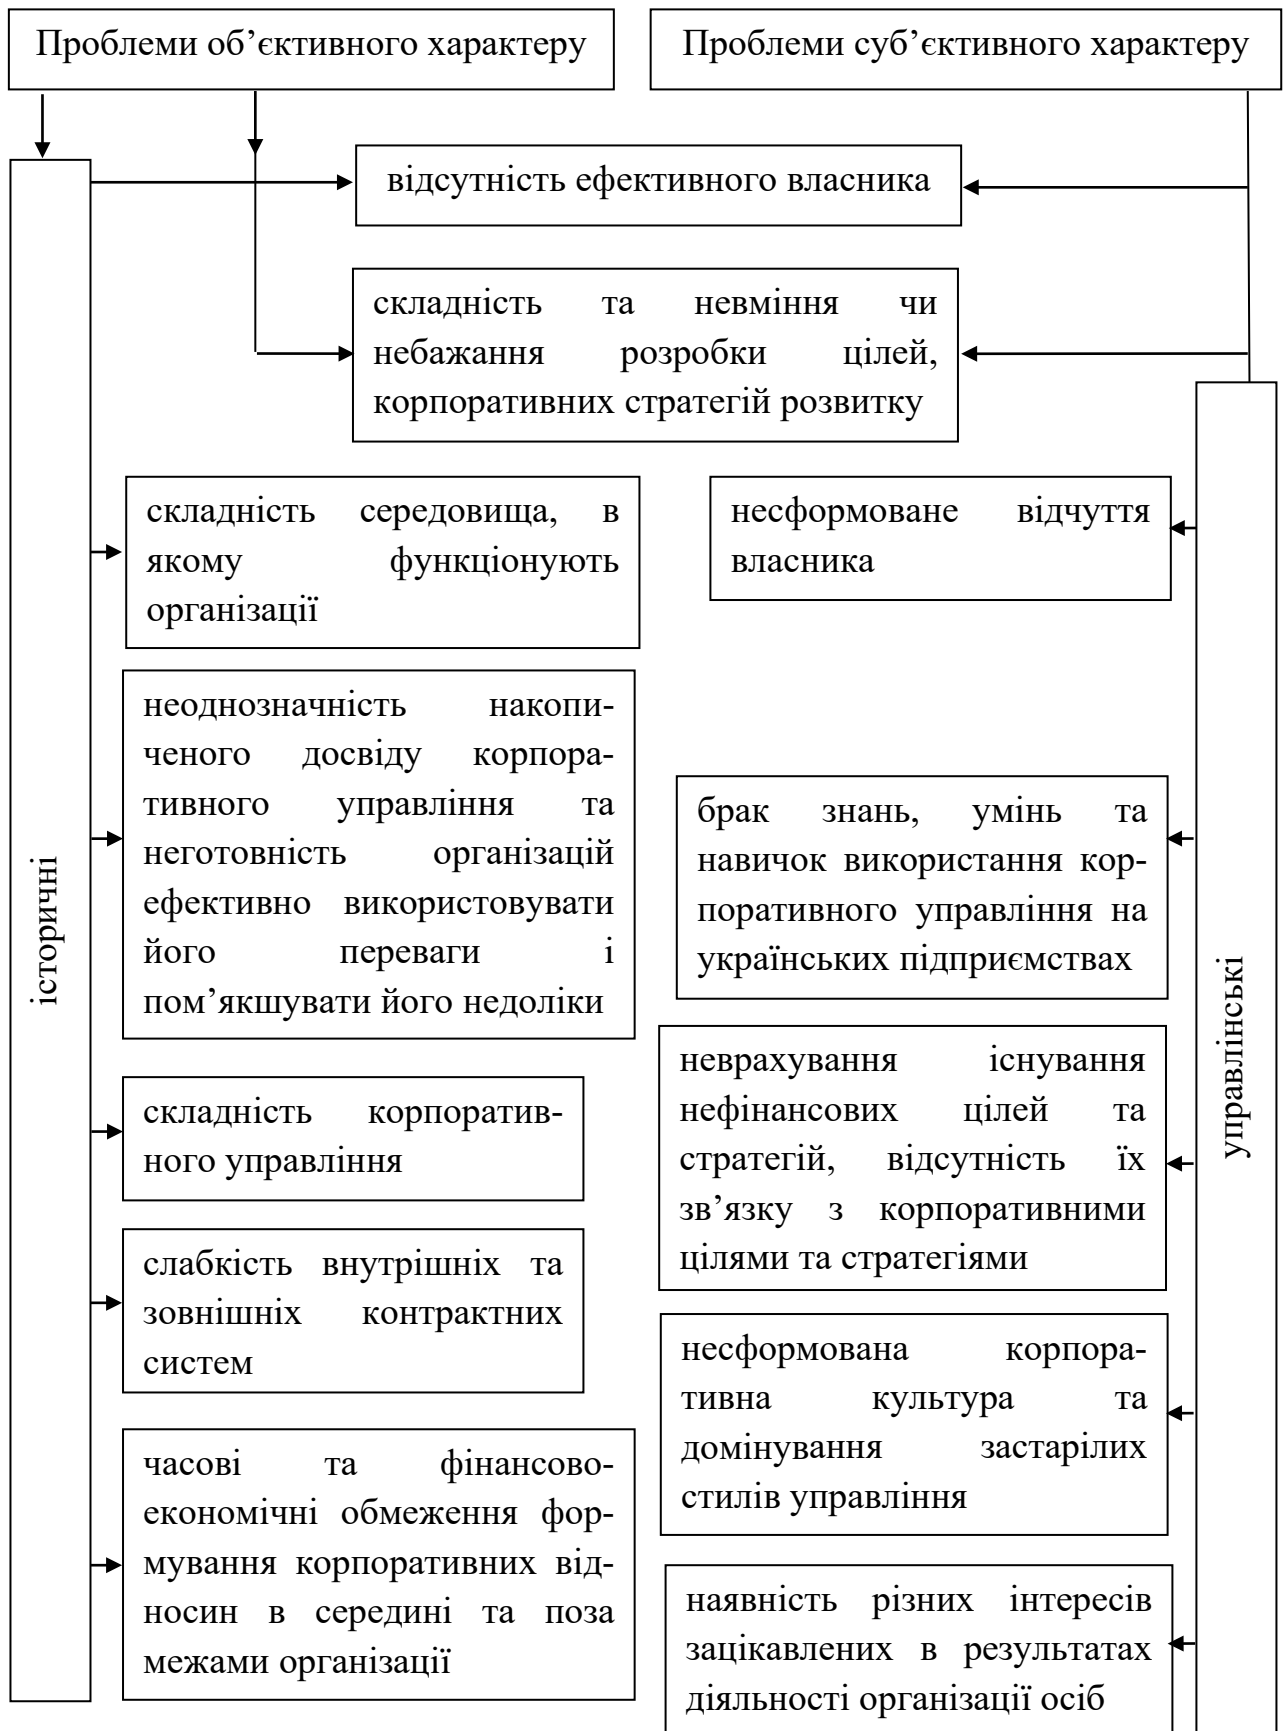 Проблеми об’єктивного характеру
Проблеми суб’єктивного характеру
відсутність ефективного власника
складність та невміння чи
небажання розробки цілей,
корпоративних стратегій розвитку
історичні
складність середовища, в
якому функціонують
організації
неоднозначність накопи-
ченого досвіду корпора-
тивного управління та
неготовність організацій
ефективно використовувати
його переваги і
пом’якшувати його недоліки
складність корпоратив-
ного управління
слабкість внутрішніх та
зовнішніх контрактних
систем
часові та фінансово-
економічні обмеження фор-
мування корпоративних від-
носин в середині та поза
межами організації
несформоване відчуття
власника
брак знань, умінь та
навичок використання кор-
поративного управління на
українських підприємствах
неврахування існування
нефінансових цілей та
стратегій, відсутність їх
зв’язку з корпоративними
цілями та стратегіями
несформована корпора-
тивна культура та
домінування застарілих
стилів управління
наявність різних інтересів
зацікавлених в результатах
діяльності організації осіб
управлінські